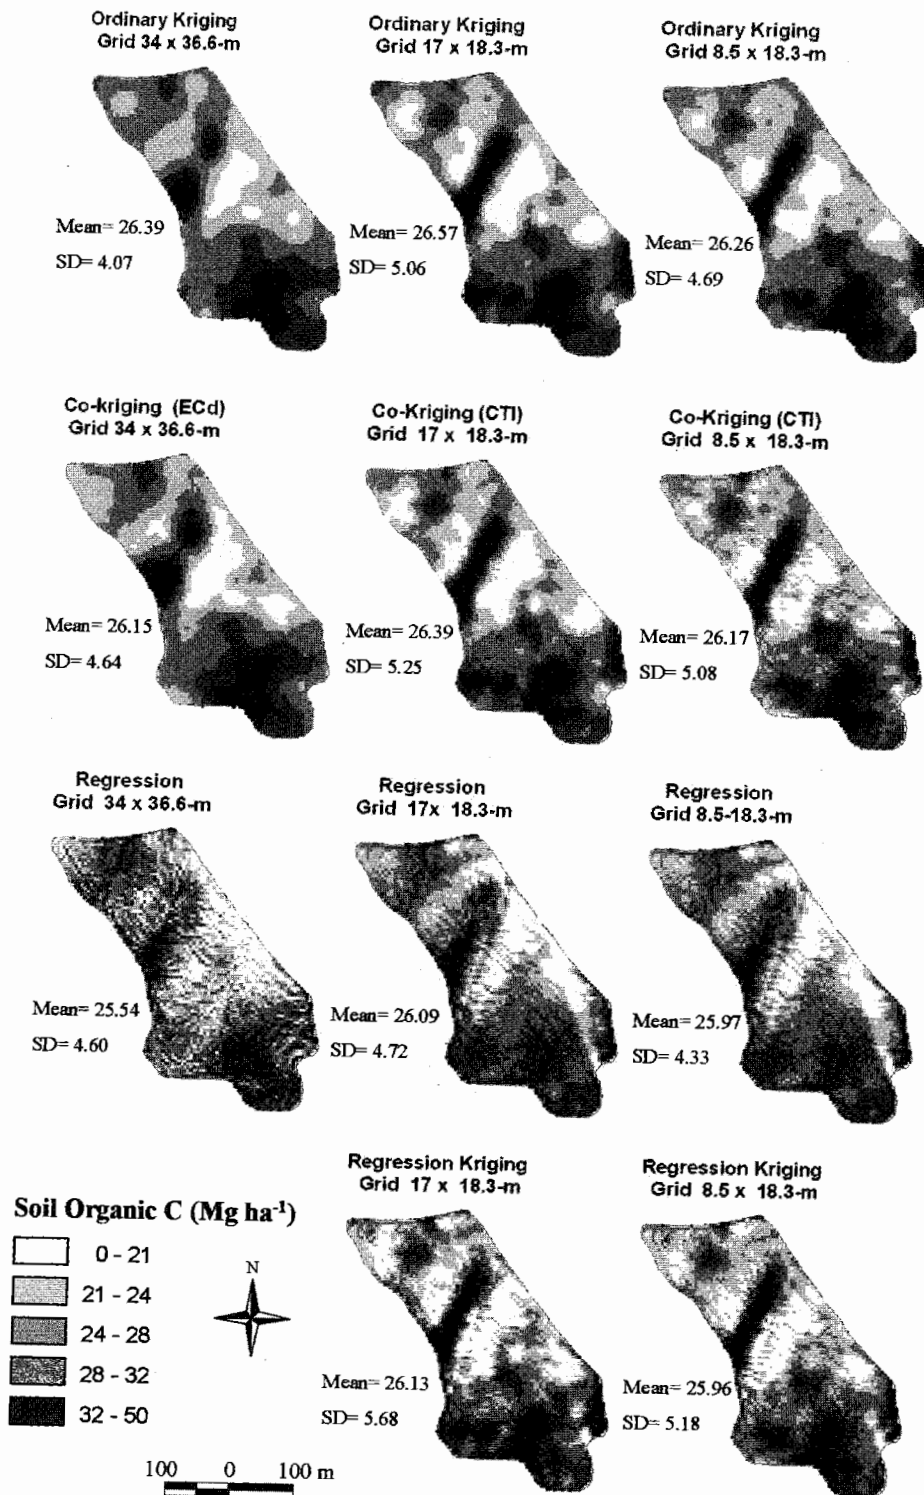 Ordinary Kriging
Grid 34 x 36.6-m
Mean= 26.39
SD= 4.07
Ordinary Kriging
Grid 17 x 18.3-m
Mean= 26.57
SD= 5.06
Ordinary Kriging
Grid 8.5 x 18.3-m
Mean= 26.26
SD= 4.69
Co-kriging (ECd)
Grid 34 x 36.6-m
Mean= 26.15
SD= 4.64
Co-Kriging (CTI)
Grid 17 x 18.3-m
Mean= 26.39
SD= 5.25
Co-Kriging (CTI)
Grid 8.5 x 18.3-m
Mean= 26.17
SD= 5.08
Regression
Grid 34 x 36.6-m
Mean= 25.54
SD= 4.60
Regression
Grid 17x 18.3-m
Mean= 26.09
SD= 4.72
Regression
Grid 8.5-18.3-m
Mean= 25.97
SD= 4.33
Regression Kriging
Grid 17 x 18.3-m
Mean= 26.13
SD= 5.68
Regression Kriging
Grid 8.5 x 18.3-m
Mean= 25.96
SD= 5.18
Soil Organic C (Mg ha⁻¹)
0 - 21
21 - 24
24 - 28
28 - 32
32 - 50
N
100 0 100 m